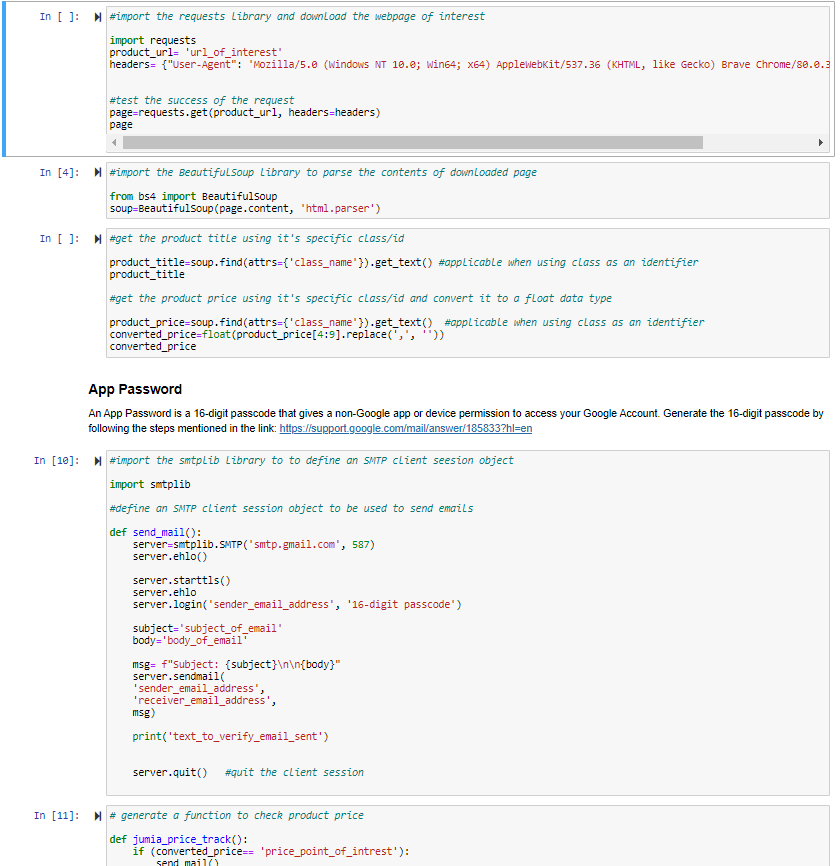 In [ ]:
#import the requests library and download the webpage of interest
import requests
product_url= 'url_of_interest'
headers= {"User-Agent": 'Mozilla/5.0 (Windows NT 10.0; Win64; x64) AppleWebKit/537.36 (KHTML, like Gecko) Brave Chrome/80.0.3
#test the success of the request
page=requests.get(product_url, headers=headers)
page
In [4]:
#import the BeautifulSoup library to parse the contents of downloaded page
from bs4 import BeautifulSoup
soup=BeautifulSoup(page.content, 'html.parser')
In [ ]:
#get the product title using it's specific class/id
product_title=soup.find(attrs={'class_name'}).get_text() #applicable when using class as an identifier
product_title
#get the product price using it's specific class/id and convert it to a float data type
product_price=soup.find(attrs={'class_name'}).get_text()  #applicable when using class as an identifier
converted_price=float(product_price[4:9].replace(',', ''))
converted_price
App Password
An App Password is a 16-digit passcode that gives a non-Google app or device permission to access your Google Account. Generate the 16-digit passcode by
following the steps mentioned in the link: https://support.google.com/mail/answer/185833?hl=en
In [10]:
#import the smtplib library to to define an SMTP client seesion object
import smtplib
#define an SMTP client session object to be used to send emails
def send_mail():
    server=smtplib.SMTP('smtp.gmail.com', 587)
    server.ehlo()
    server.starttls()
    server.ehlo
    server.login('sender_email_address', '16-digit passcode')
    subject='subject_of_email'
    body='body_of_email'
    msg= f"Subject: {subject}\n\n{body}"
    server.sendmail(
    'sender_email_address',
    'receiver_email_address',
    msg)
    print('text_to_verify_email_sent')
    server.quit()   #quit the client session
In [11]:
# generate a function to check product price
def jumia_price_track():
    if (converted_price== 'price_point_of_intrest'):
        send_mail()